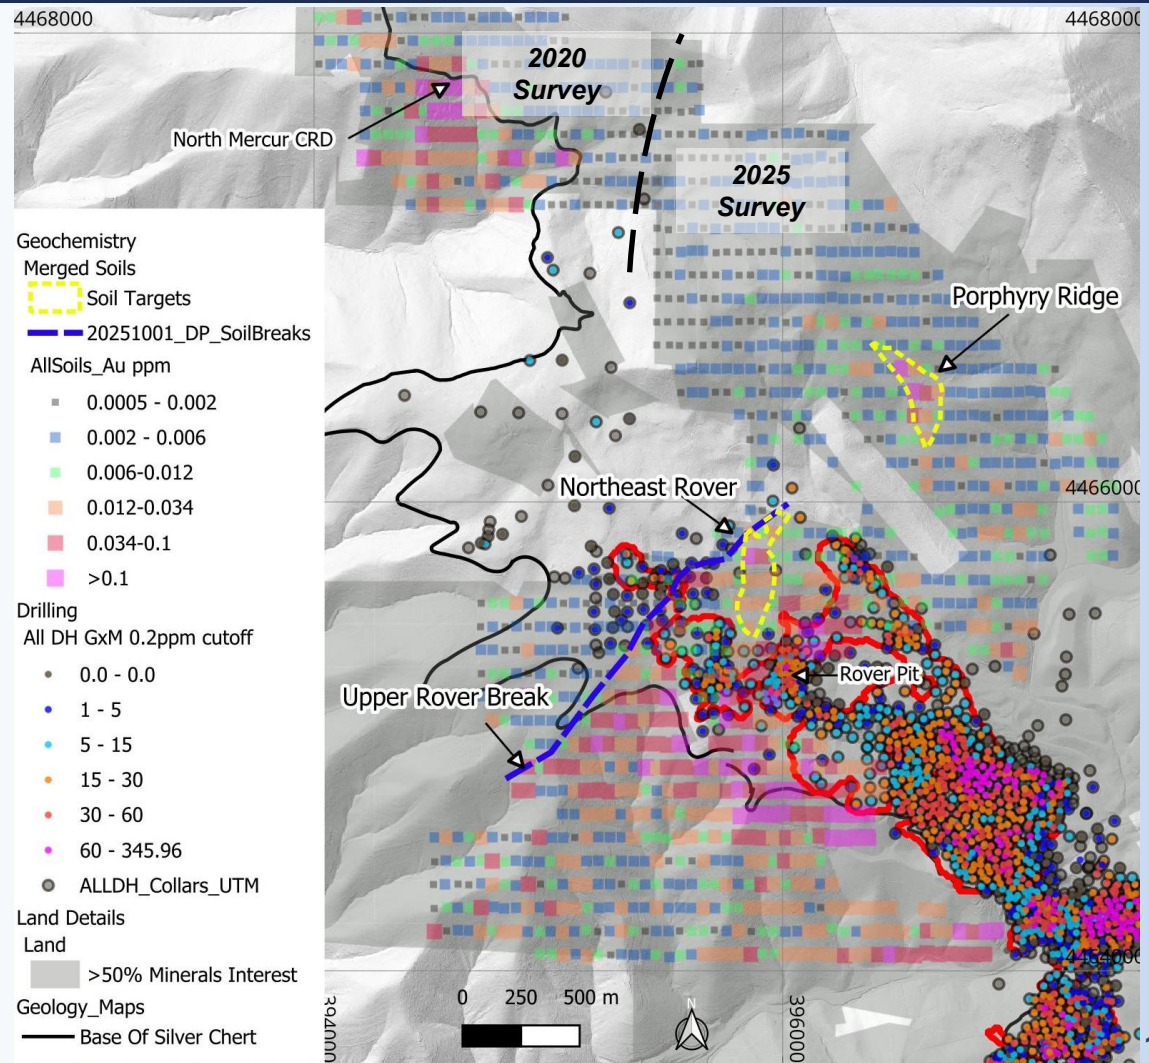 4468000
4468000
2020
Survey
North Mercur CRD
2025
Survey
Geochemistry
Merged Soils
Soil Targets
20251001_DP_SoilBreaks
AllSoils_Au ppm
0.0005 - 0.002
0.002 - 0.006
0.006-0.012
0.012-0.034
0.034-0.1
>0.1
Drilling
All DH GxM 0.2ppm cutoff
0.0 - 0.0
1 - 5
5 - 15
15 - 30
30 - 60
60 - 345.96
ALLDH_Collars_UTM
Land Details
Land
>50% Minerals Interest
Geology_Maps
Base Of Silver Chert
Porphyry Ridge
4466000
Northeast Rover
Rover Pit
Upper Rover Break
4464000
0 250 500 m
N
394000
396000